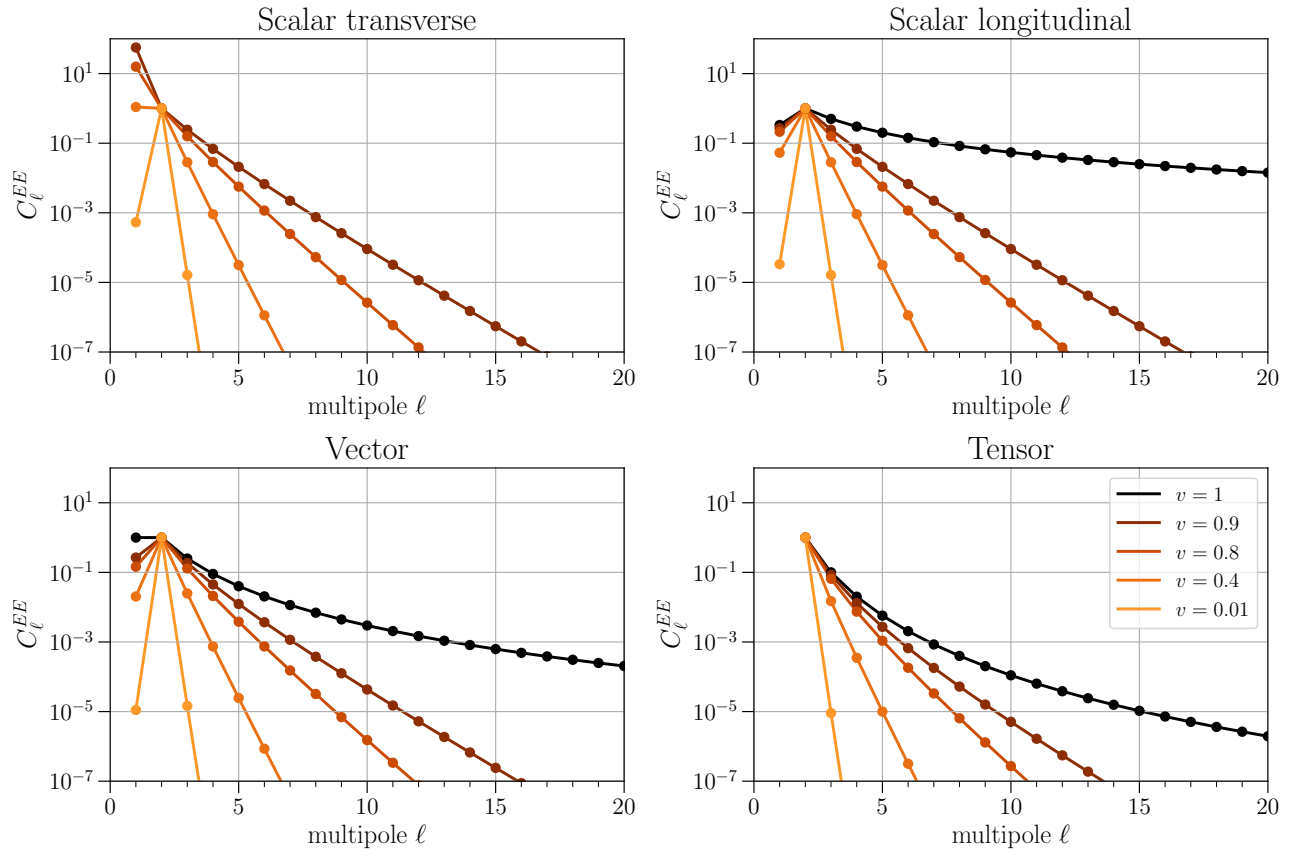 Scalar transverse
10^1
10^{-1}
10^{-3}
10^{-5}
10^{-7}
C_ℓ^{EE}
0 5 10 15 20
multipole ℓ
Scalar longitudinal
10^1
10^{-1}
10^{-3}
10^{-5}
10^{-7}
C_ℓ^{EE}
0 5 10 15 20
multipole ℓ
Vector
10^1
10^{-1}
10^{-3}
10^{-5}
10^{-7}
C_ℓ^{EE}
0 5 10 15 20
multipole ℓ
Tensor
10^1
10^{-1}
10^{-3}
10^{-5}
10^{-7}
C_ℓ^{EE}
v = 1
v = 0.9
v = 0.8
v = 0.4
v = 0.01
0 5 10 15 20
multipole ℓ